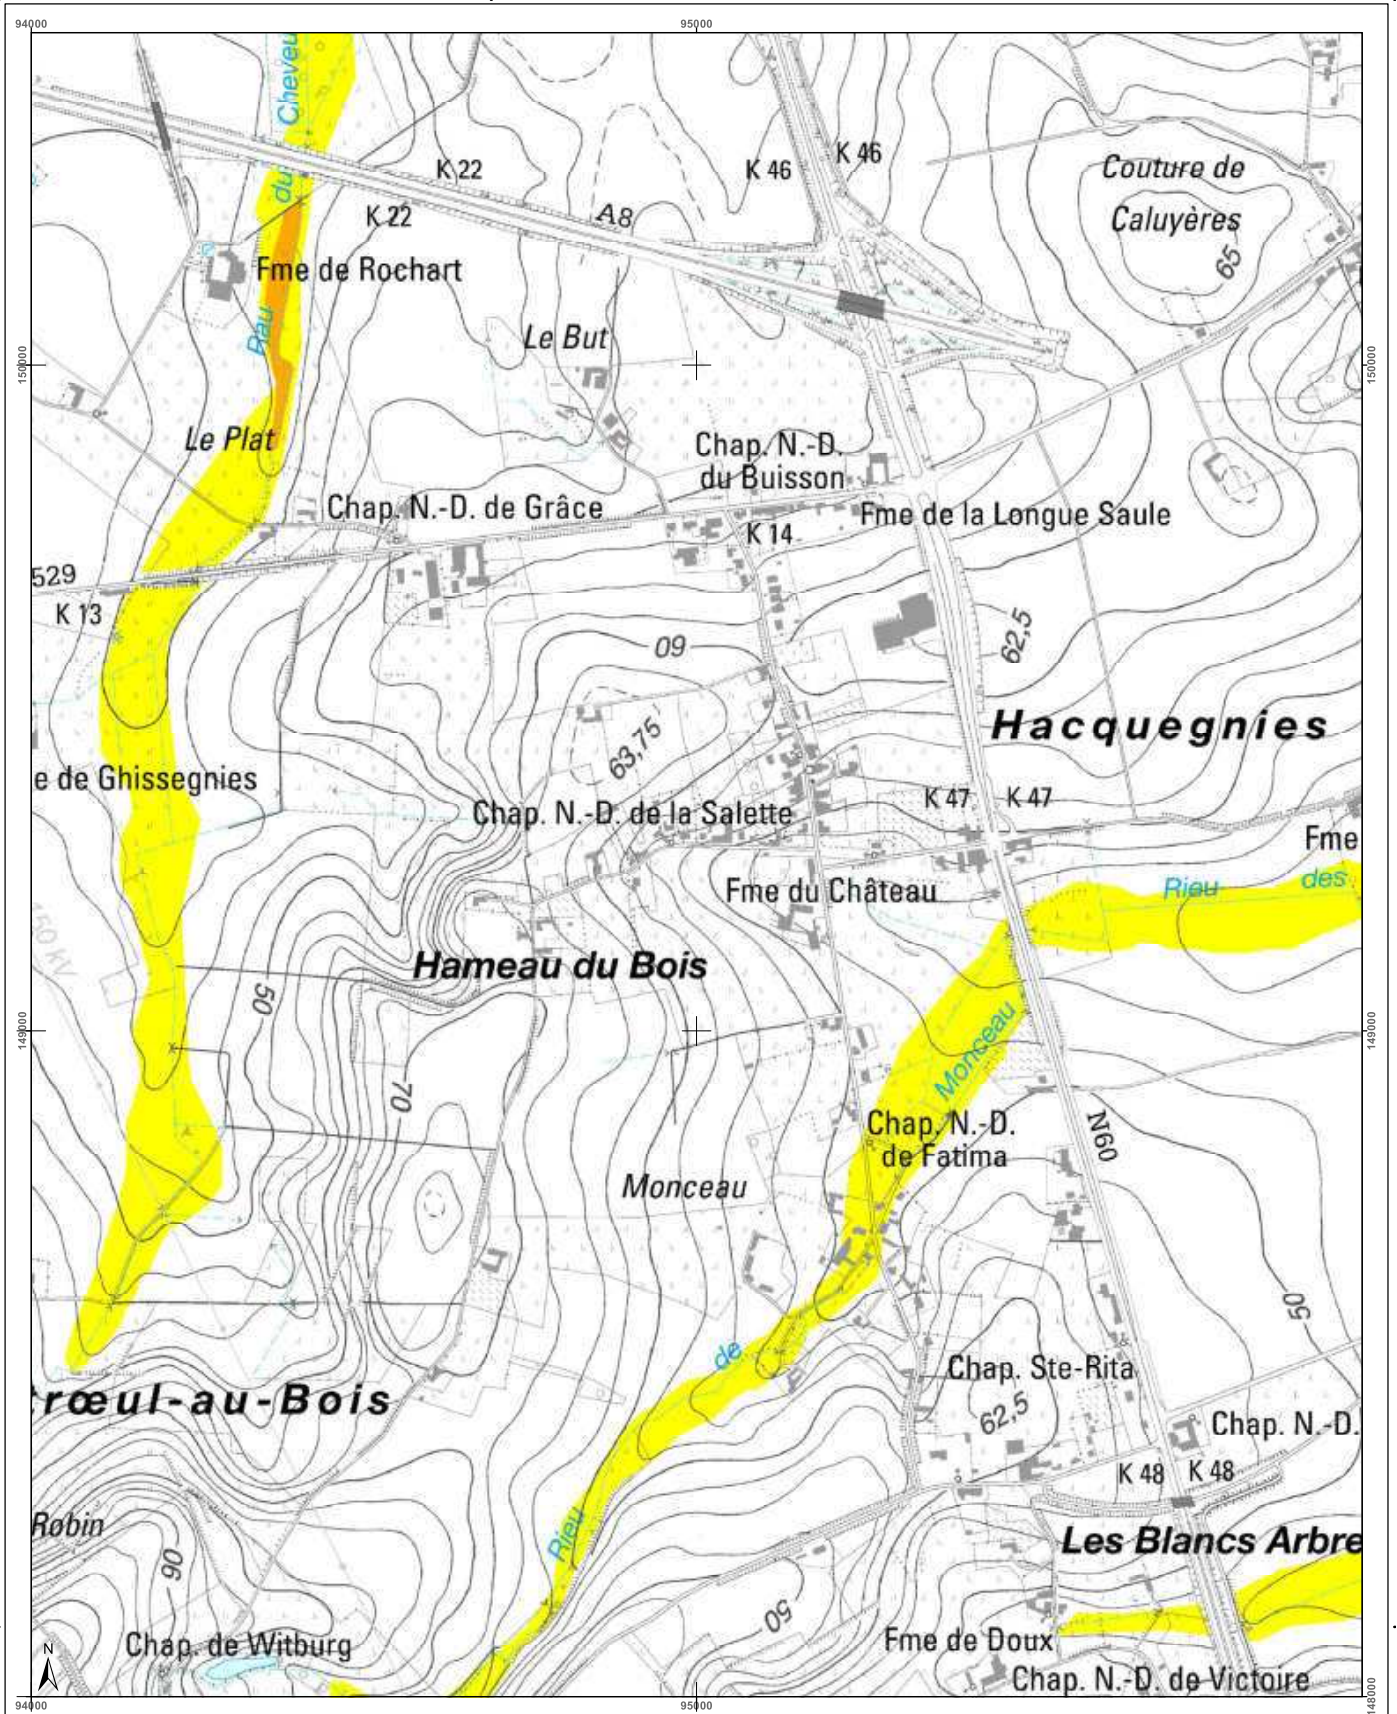 94000
95000
Cheveu
du
K 22
K 22
A8
K 46
K 46
Couture de
Caluyères
65
Fme de Rochart
Rau
Le But
150000
150000
Le Plat
Chap. N.-D.
du Buisson
Chap. N.-D. de Grâce
K 14
Fme de la Longue Saule
529
K 13
60
62,5
63,75
Hacquegnies
e de Ghissegnies
Chap. N.-D. de la Salette
K 47
K 47
Fme
Fme du Château
Rieu
des
150 kV
Hameau du Bois
50
149000
149000
Monceau
70
Chap. N.-D.
de Fatima
N60
Monceau
50
de
Chap. Ste-Rita
62,5
trœul-au-Bois
Chap. N.-D.
K 48
K 48
Robin
Rieu
Les Blancs Arbre
90
50
N
Chap. de Witburg
Fme de Doux
Chap. N.-D. de Victoire
94000
95000
148000